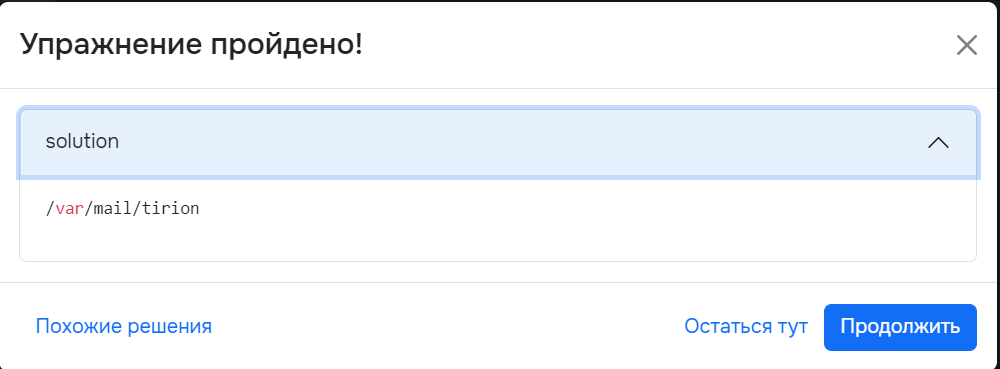 Упражнение пройдено!
solution
/var/mail/tirion
Похожие решения
Остаться тут
Продолжить